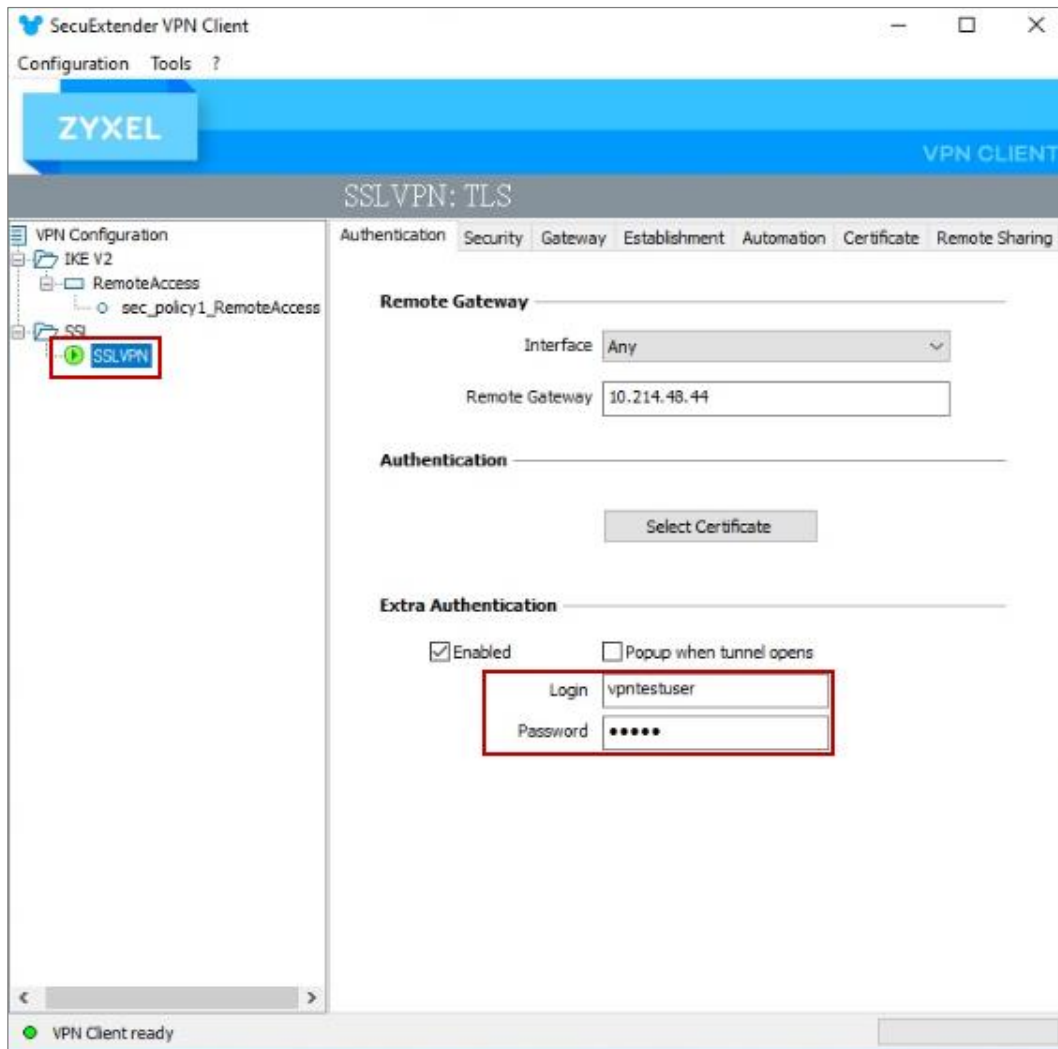 SecuExtender VPN Client
Configuration Tools ?
ZYXEL
VPN CLIENT
SSLVPN: TLS
VPN Configuration
IKE V2
RemoteAccess
sec_policy1_RemoteAccess
SSL
SSLVPN
Authentication Security Gateway Establishment Automation Certificate Remote Sharing
Remote Gateway
Interface Any
Remote Gateway 10.214.48.44
Authentication
Select Certificate
Extra Authentication
Enabled Popup when tunnel opens
Login vpntestuser
Password •••••
VPN Client ready